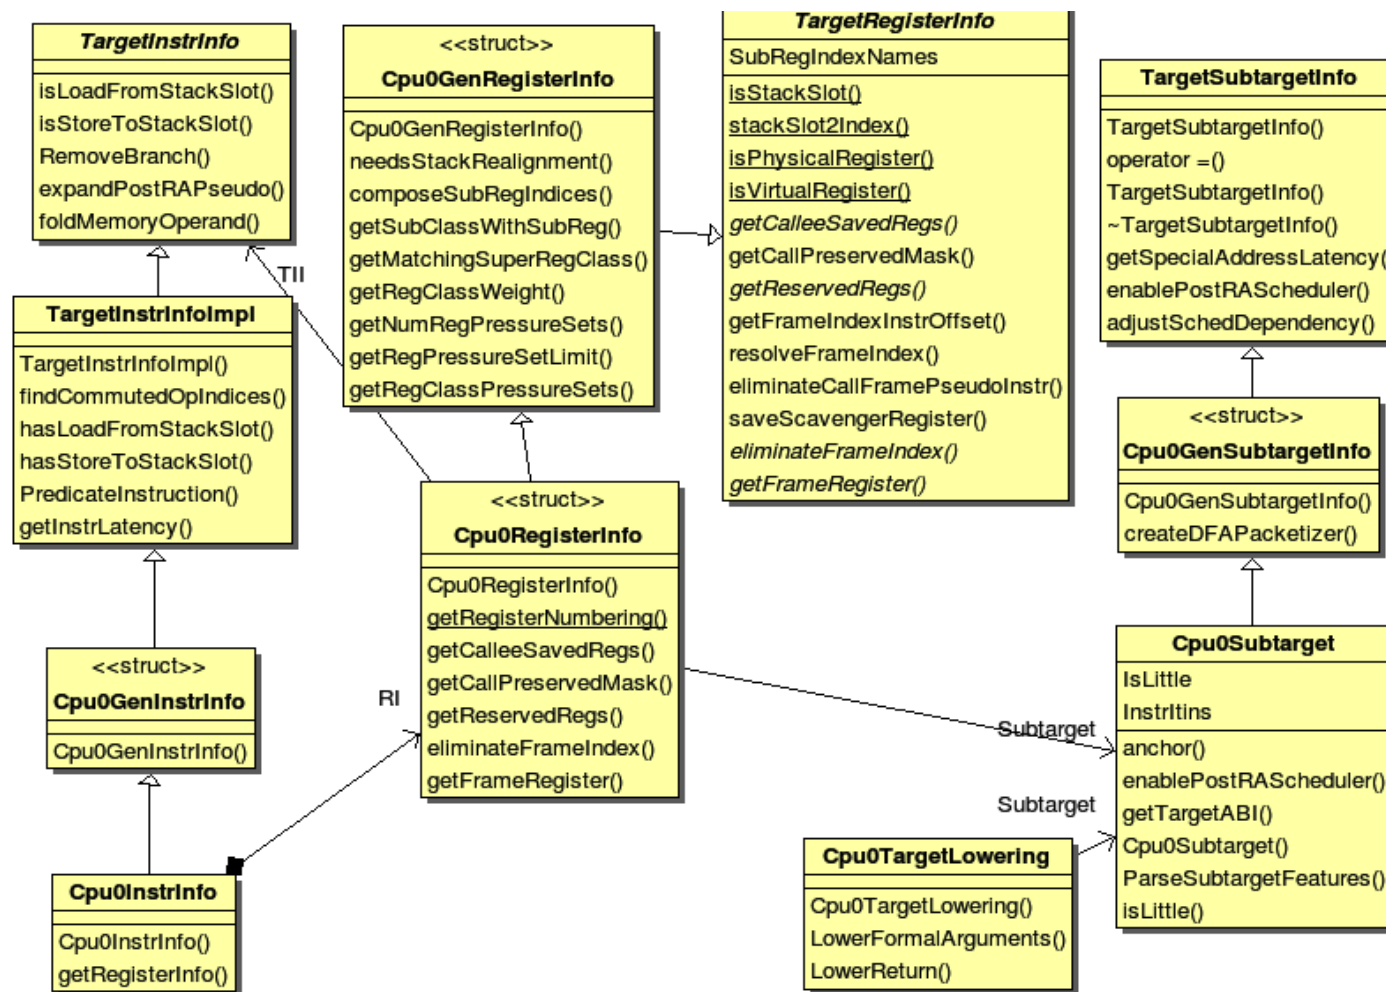 TargetInstrInfo
isLoadFromStackSlot()
isStoreToStackSlot()
RemoveBranch()
expandPostRAPseudo()
foldMemoryOperand()
TII
TargetInstrInfoImpl
TargetInstrInfoImpl()
findCommutedOpIndices()
hasLoadFromStackSlot()
hasStoreToStackSlot()
PredicateInstruction()
getInstrLatency()
<<struct>>
Cpu0GenInstrInfo
Cpu0GenInstrInfo()
Cpu0InstrInfo
Cpu0InstrInfo()
getRegisterInfo()
<<struct>>
Cpu0GenRegisterInfo
Cpu0GenRegisterInfo()
needsStackRealignment()
composeSubRegIndices()
getSubClassWithSubReg()
getMatchingSuperRegClass()
getRegClassWeight()
getNumRegPressureSets()
getRegPressureSetLimit()
getRegClassPressureSets()
<<struct>>
Cpu0RegisterInfo
Cpu0RegisterInfo()
getRegisterNumbering()
getCalleeSavedRegs()
getCallPreservedMask()
getReservedRegs()
eliminateFrameIndex()
getFrameRegister()
RI
TargetRegisterInfo
SubRegIndexNames
isStackSlot()
stackSlot2Index()
isPhysicalRegister()
isVirtualRegister()
getCalleeSavedRegs()
getCallPreservedMask()
getReservedRegs()
getFrameIndexInstrOffset()
resolveFrameIndex()
eliminateCallFramePseudoInstr()
saveScavengerRegister()
eliminateFrameIndex()
getFrameRegister()
Subtarget
Subtarget
Cpu0TargetLowering
Cpu0TargetLowering()
LowerFormalArguments()
LowerReturn()
TargetSubtargetInfo
TargetSubtargetInfo()
operator =()
TargetSubtargetInfo()
~TargetSubtargetInfo()
getSpecialAddressLatency()
enablePostRAScheduler()
adjustSchedDependency()
<<struct>>
Cpu0GenSubtargetInfo
Cpu0GenSubtargetInfo()
createDFAPacketizer()
Cpu0Subtarget
IsLittle
InstrItins
anchor()
enablePostRAScheduler()
getTargetABI()
Cpu0Subtarget()
ParseSubtargetFeatures()
isLittle()